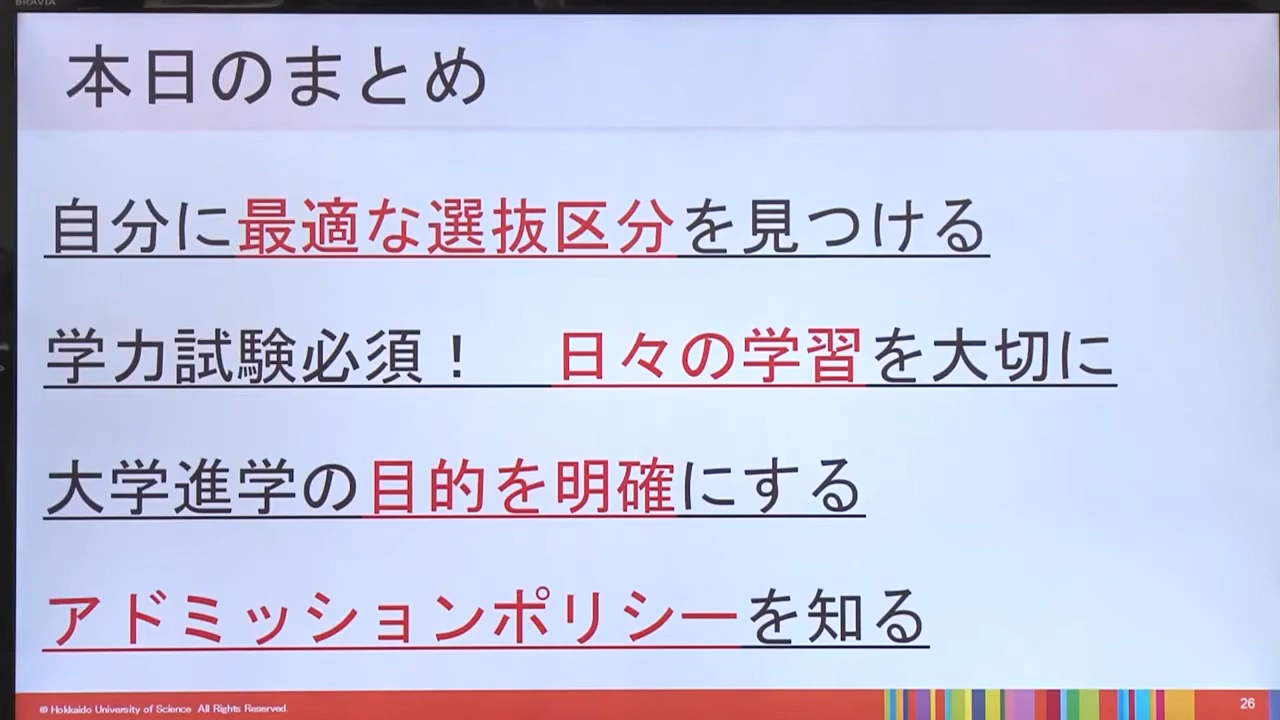 BRAVIA
本日のまとめ
自分に最適な選抜区分を見つける
学力試験必須！　日々の学習を大切に
大学進学の目的を明確にする
アドミッションポリシーを知る
© Hokkaido University of Science All Rights Reserved.
26